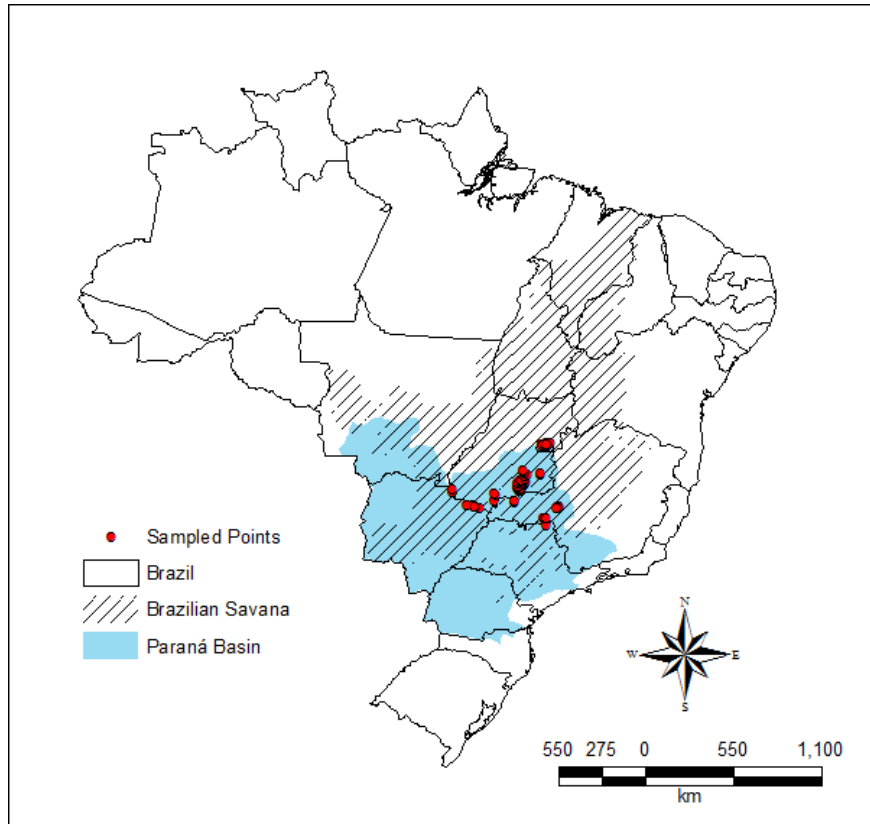 Sampled Points
Brazil
Brazilian Savana
Paraná Basin
N
W E
S
550 275 0 550 1,100
km